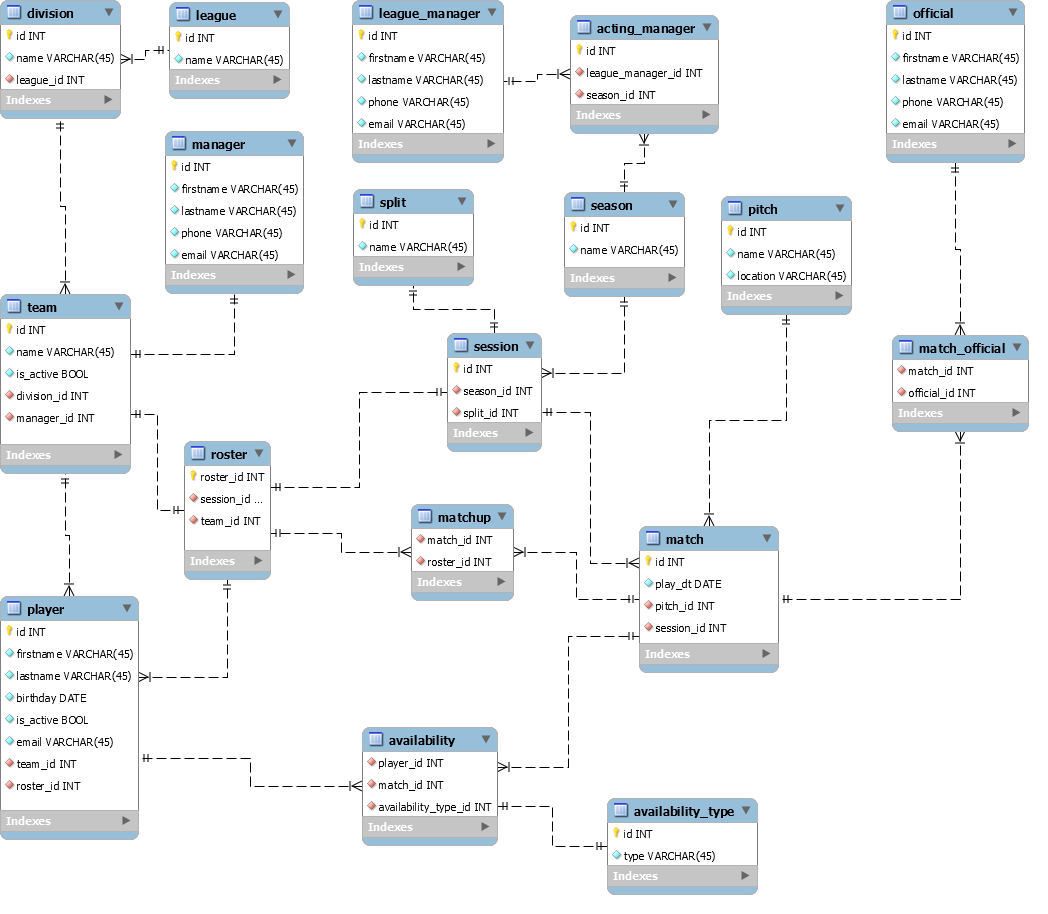 division
id INT
name VARCHAR(45)
league_id INT
Indexes
league
id INT
name VARCHAR(45)
Indexes
league_manager
id INT
firstname VARCHAR(45)
lastname VARCHAR(45)
phone VARCHAR(45)
email VARCHAR(45)
Indexes
acting_manager
id INT
league_manager_id INT
season_id INT
Indexes
official
id INT
firstname VARCHAR(45)
lastname VARCHAR(45)
phone VARCHAR(45)
email VARCHAR(45)
Indexes
manager
id INT
firstname VARCHAR(45)
lastname VARCHAR(45)
phone VARCHAR(45)
email VARCHAR(45)
Indexes
split
id INT
name VARCHAR(45)
Indexes
season
id INT
name VARCHAR(45)
Indexes
pitch
id INT
name VARCHAR(45)
location VARCHAR(45)
Indexes
team
id INT
name VARCHAR(45)
is_active BOOL
division_id INT
manager_id INT
Indexes
session
id INT
season_id INT
split_id INT
Indexes
match_official
match_id INT
official_id INT
Indexes
roster
roster_id INT
session_id ...
team_id INT
Indexes
matchup
match_id INT
roster_id INT
Indexes
match
id INT
play_dt DATE
pitch_id INT
session_id INT
Indexes
player
id INT
firstname VARCHAR(45)
lastname VARCHAR(45)
birthday DATE
is_active BOOL
email VARCHAR(45)
team_id INT
roster_id INT
Indexes
availability
player_id INT
match_id INT
availability_type_id INT
Indexes
availability_type
id INT
type VARCHAR(45)
Indexes